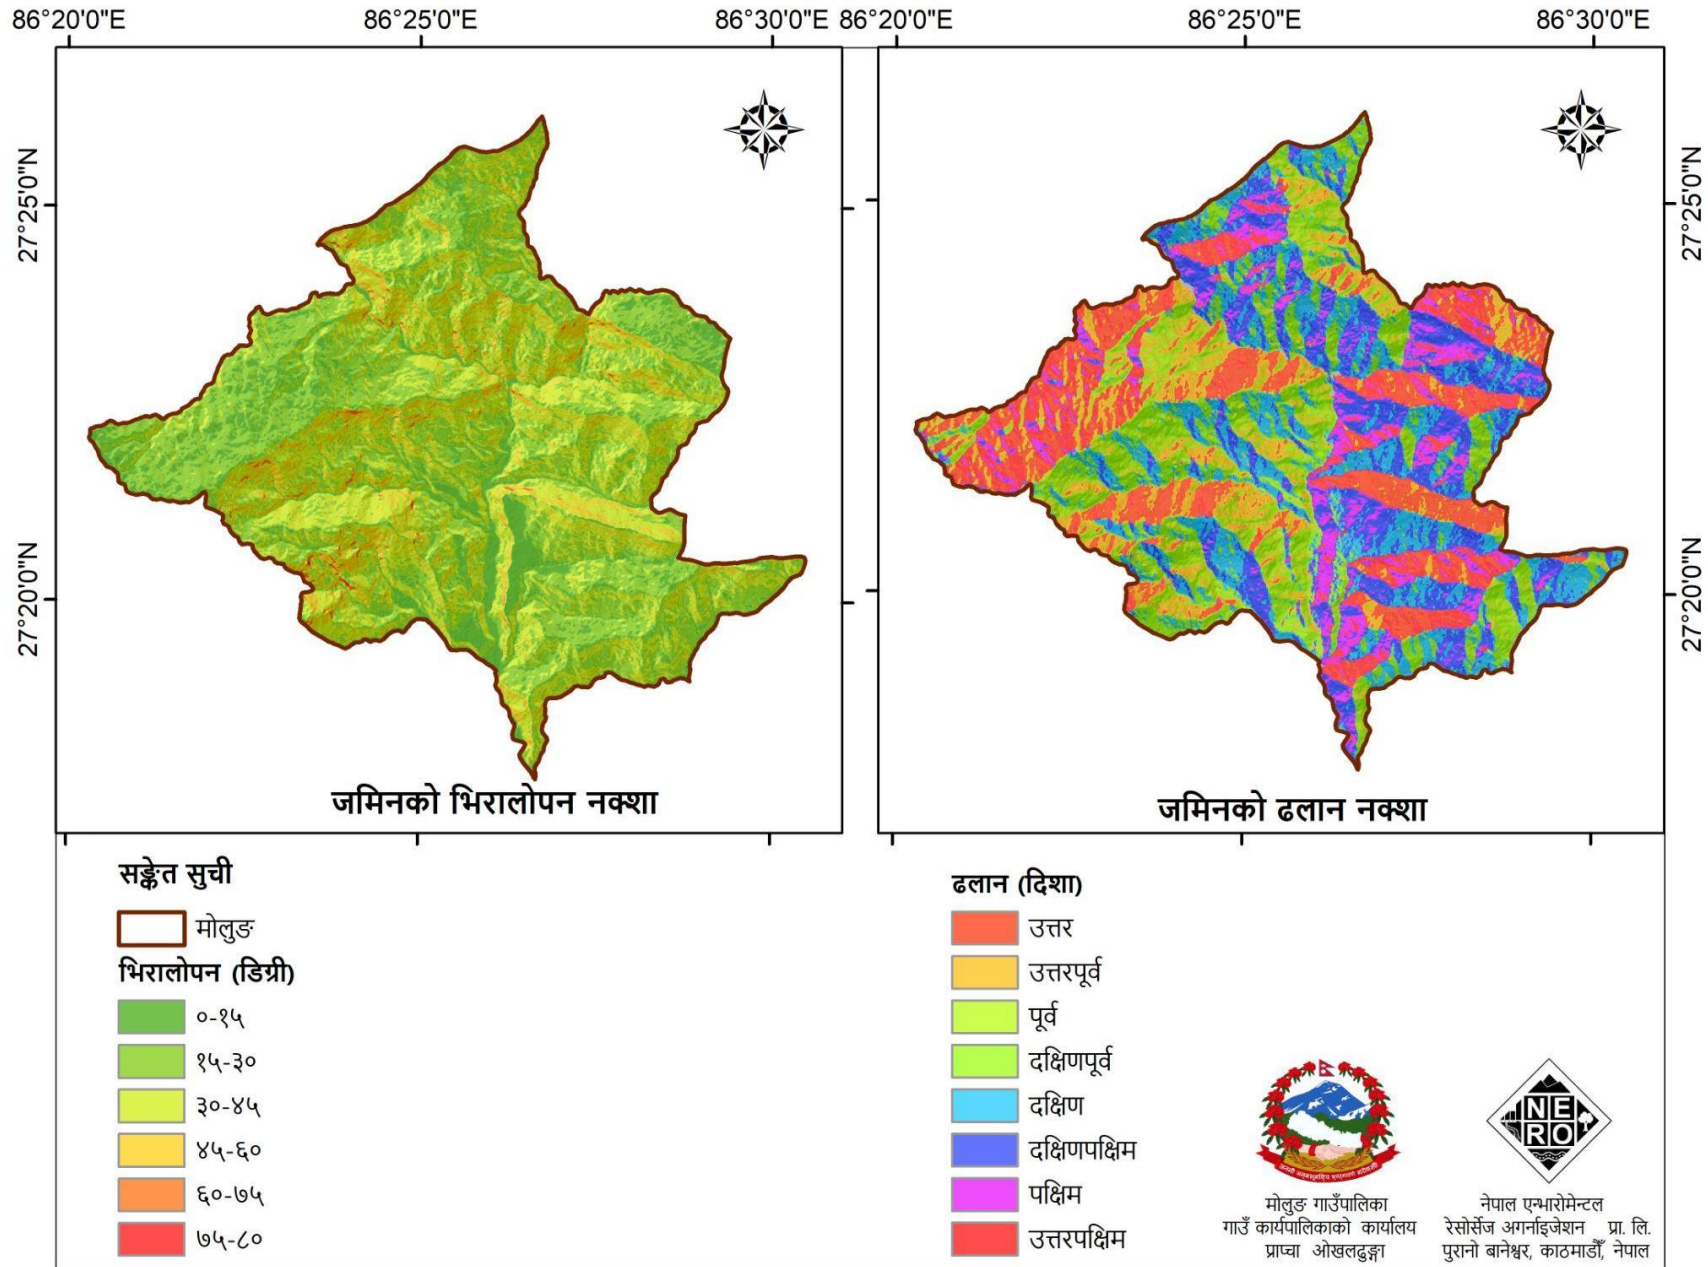 86°20'0"E 86°25'0"E 86°30'0"E 86°20'0"E 86°25'0"E 86°30'0"E
27°25'0"N 27°25'0"N
27°20'0"N 27°20'0"N
जमिनको भिरालोपन नक्शा
जमिनको ढलान नक्शा
सङ्केत सुची
मोलुङ
भिरालोपन (डिग्री)
०-१५
१५-३०
३०-४५
४५-६०
६०-७५
७५-८०
ढलान (दिशा)
उत्तर
उत्तरपूर्व
पूर्व
दक्षिणपूर्व
दक्षिण
दक्षिणपक्षिम
पक्षिम
उत्तरपक्षिम
मोलुङ गाउँपालिका
गाउँ कार्यपालिकाको कार्यालय
प्राप्चा ओखलढुङ्गा
NE
RO
नेपाल एन्भारोमेन्टल
रेसोर्सेज अगर्नाइजेशन प्रा. लि.
पुरानो बानेश्वर, काठमाडौँ, नेपाल